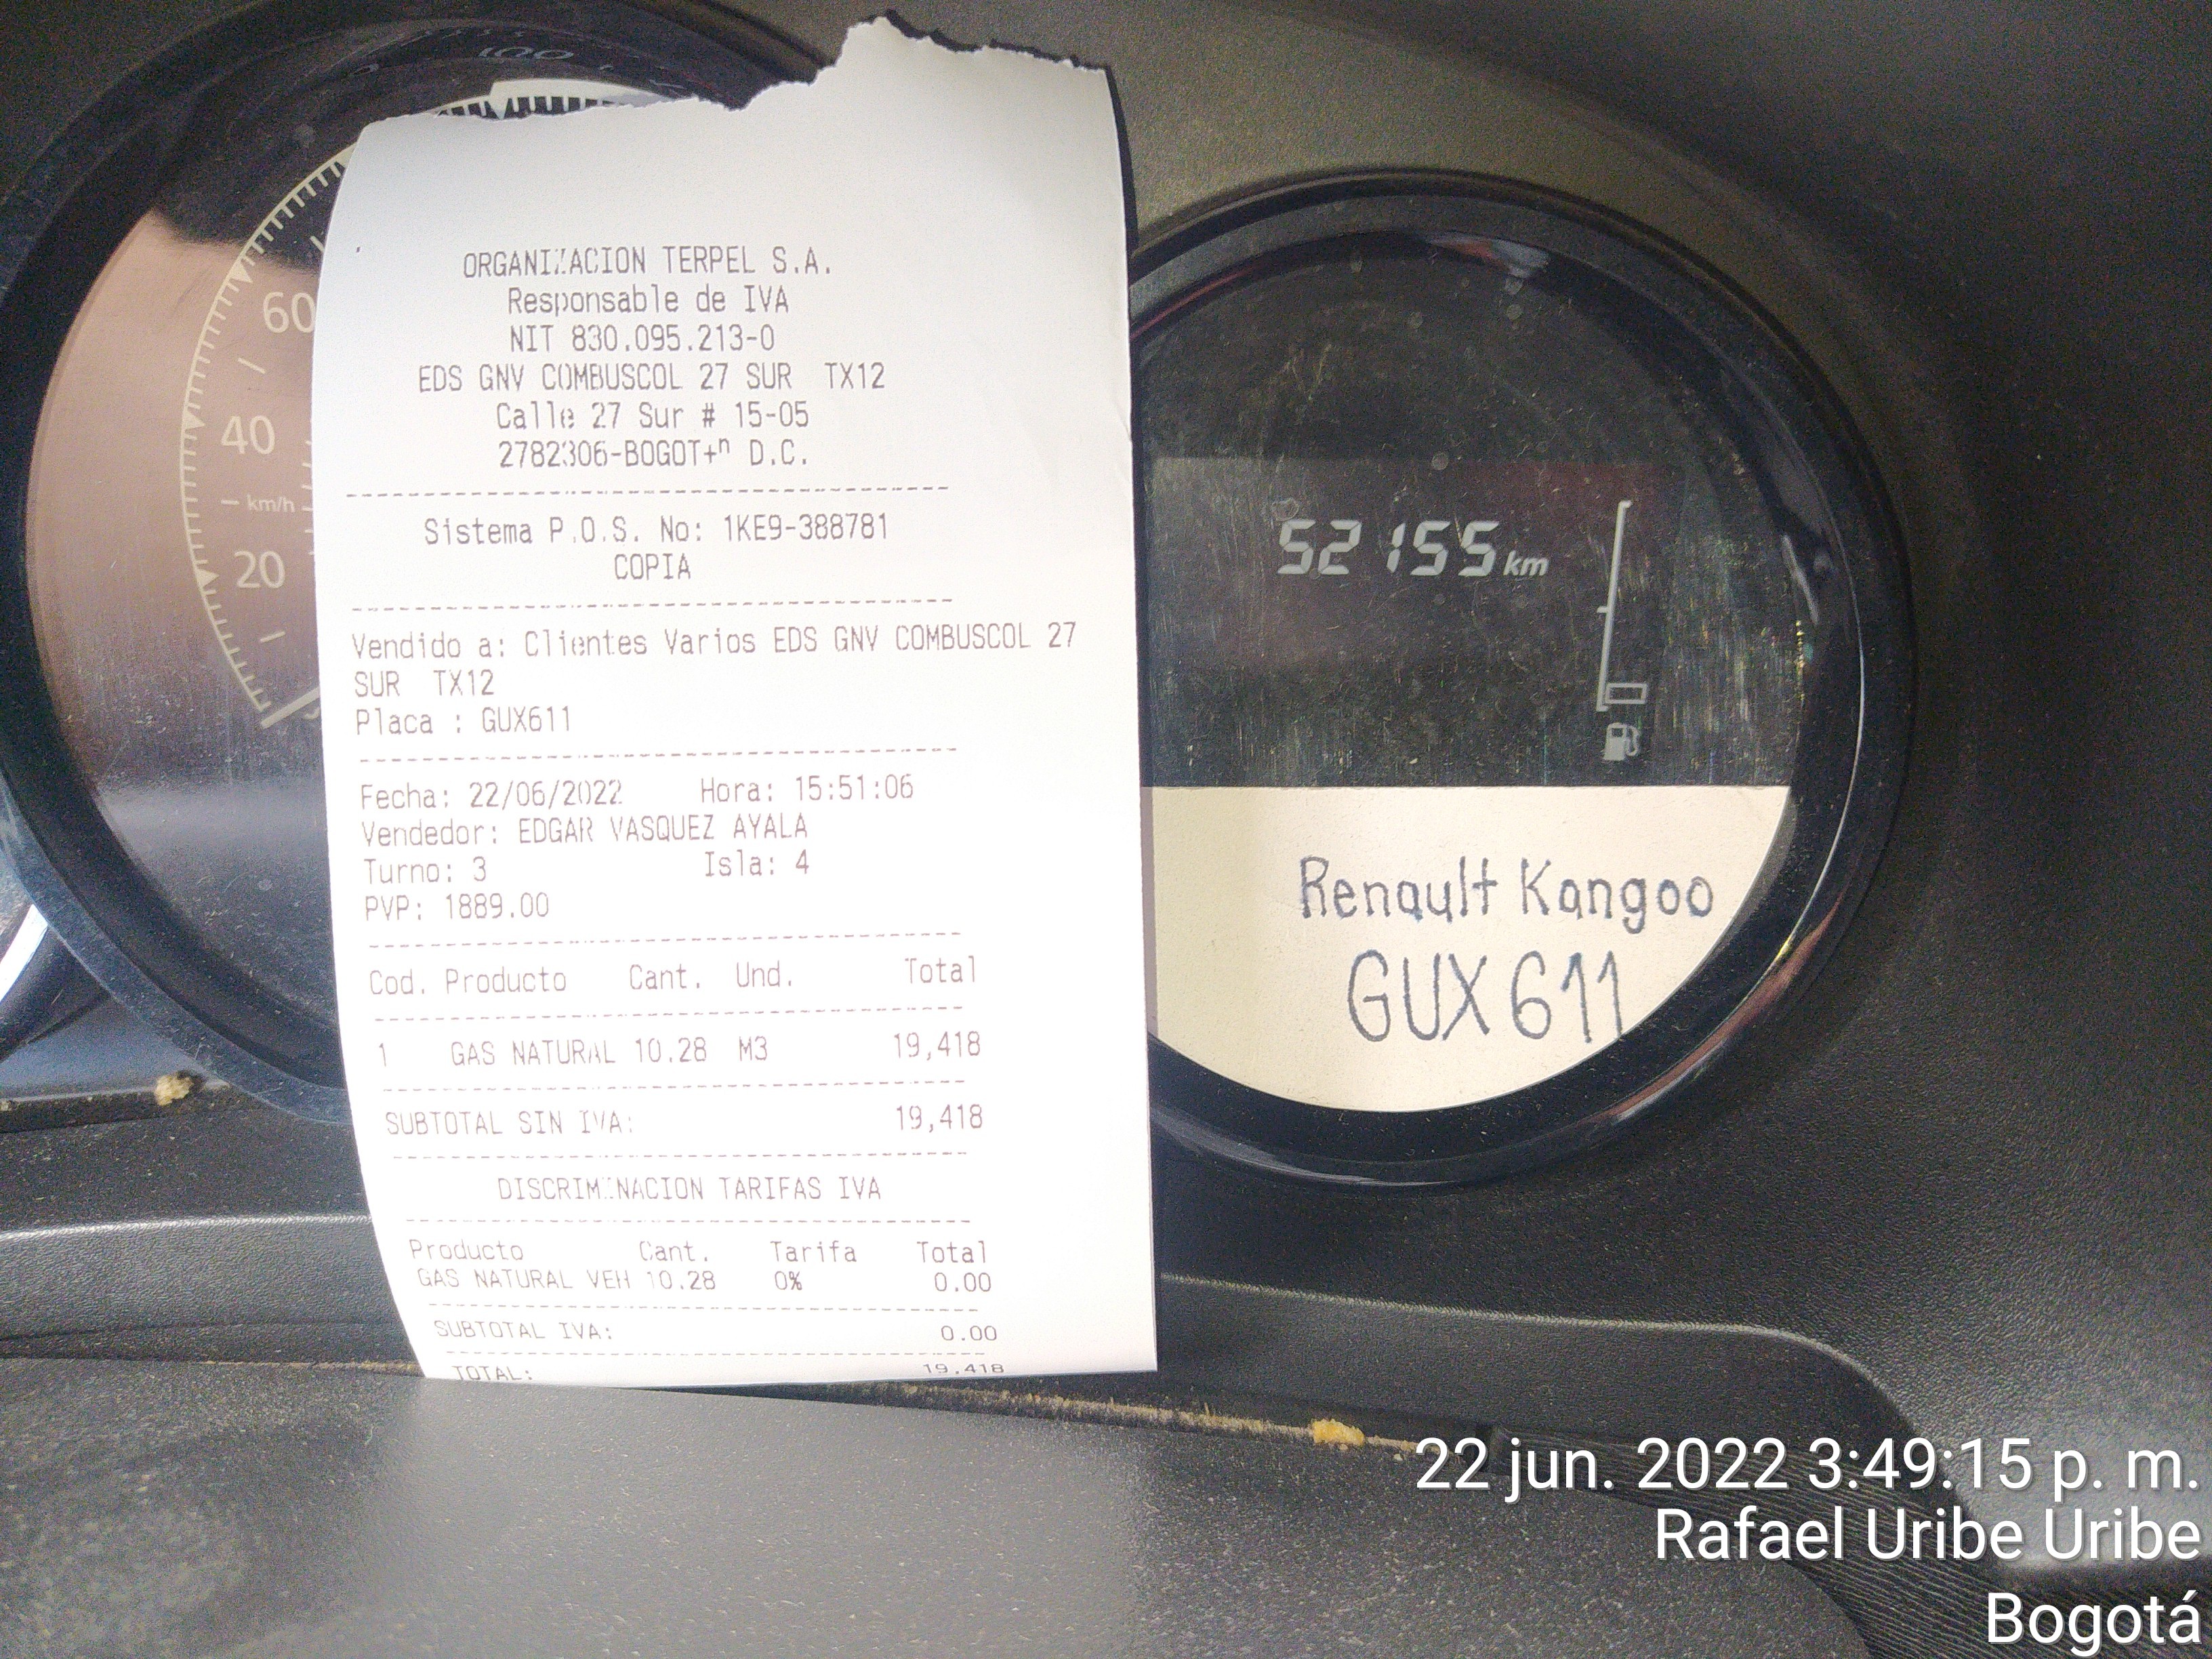 ORGANIZACION TERPEL S.A.
Responsable de IVA
NIT 830.095.213-0
EDS GNV COMBUSCOL 27 SUR TX12
Calle 27 Sur # 15-05
2782306-BOGOT+ⁿ D.C.
Sistema P.O.S. No: 1KE9-388781
COPIA
Vendido a: Clientes Varios EDS GNV COMBUSCOL 27
SUR TX12
Placa : GUX611
Fecha: 22/06/2022 Hora: 15:51:06
Vendedor: EDGAR VASQUEZ AYALA
Turno: 3 Isla: 4
PVP: 1889.00
Cod. Producto Cant. Und. Total
1 GAS NATURAL 10.28 M3 19,418
SUBTOTAL SIN IVA: 19,418
DISCRIMINACION TARIFAS IVA
Producto Cant. Tarifa Total
GAS NATURAL VEH 10.28 0% 0.00
SUBTOTAL IVA: 0.00
TOTAL: 19,418
100
60
40
km/h
20
52155 km
Renault Kangoo
GUX611
22 jun. 2022 3:49:15 p. m.
Rafael Uribe Uribe
Bogotá